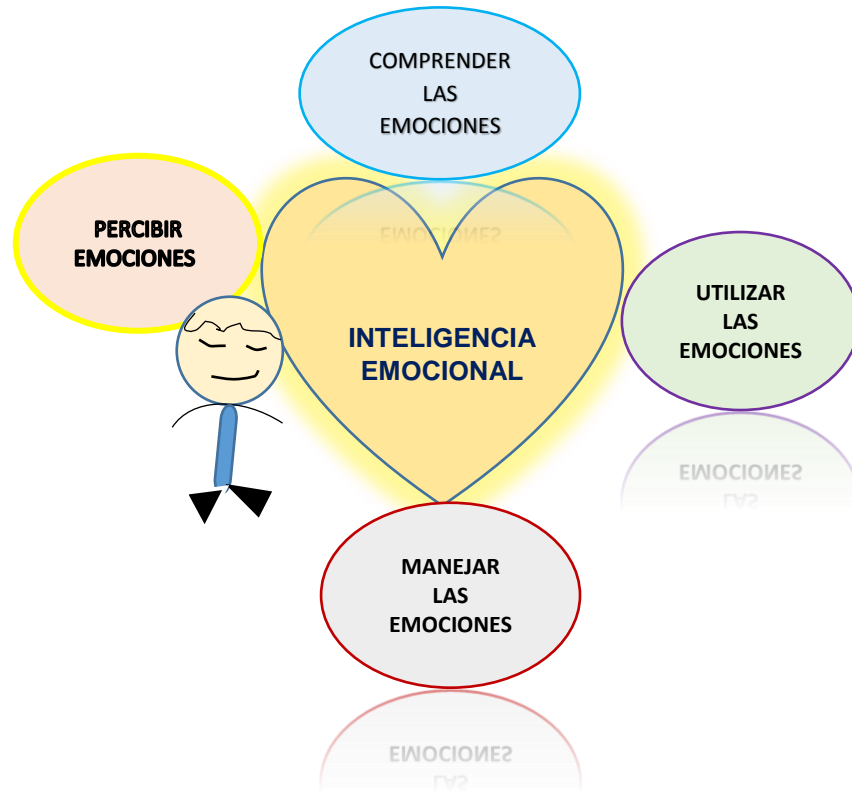 COMPRENDER
LAS
EMOCIONES
PERCIBIR
EMOCIONES
UTILIZAR
LAS
EMOCIONES
INTELIGENCIA
EMOCIONAL
MANEJAR
LAS
EMOCIONES